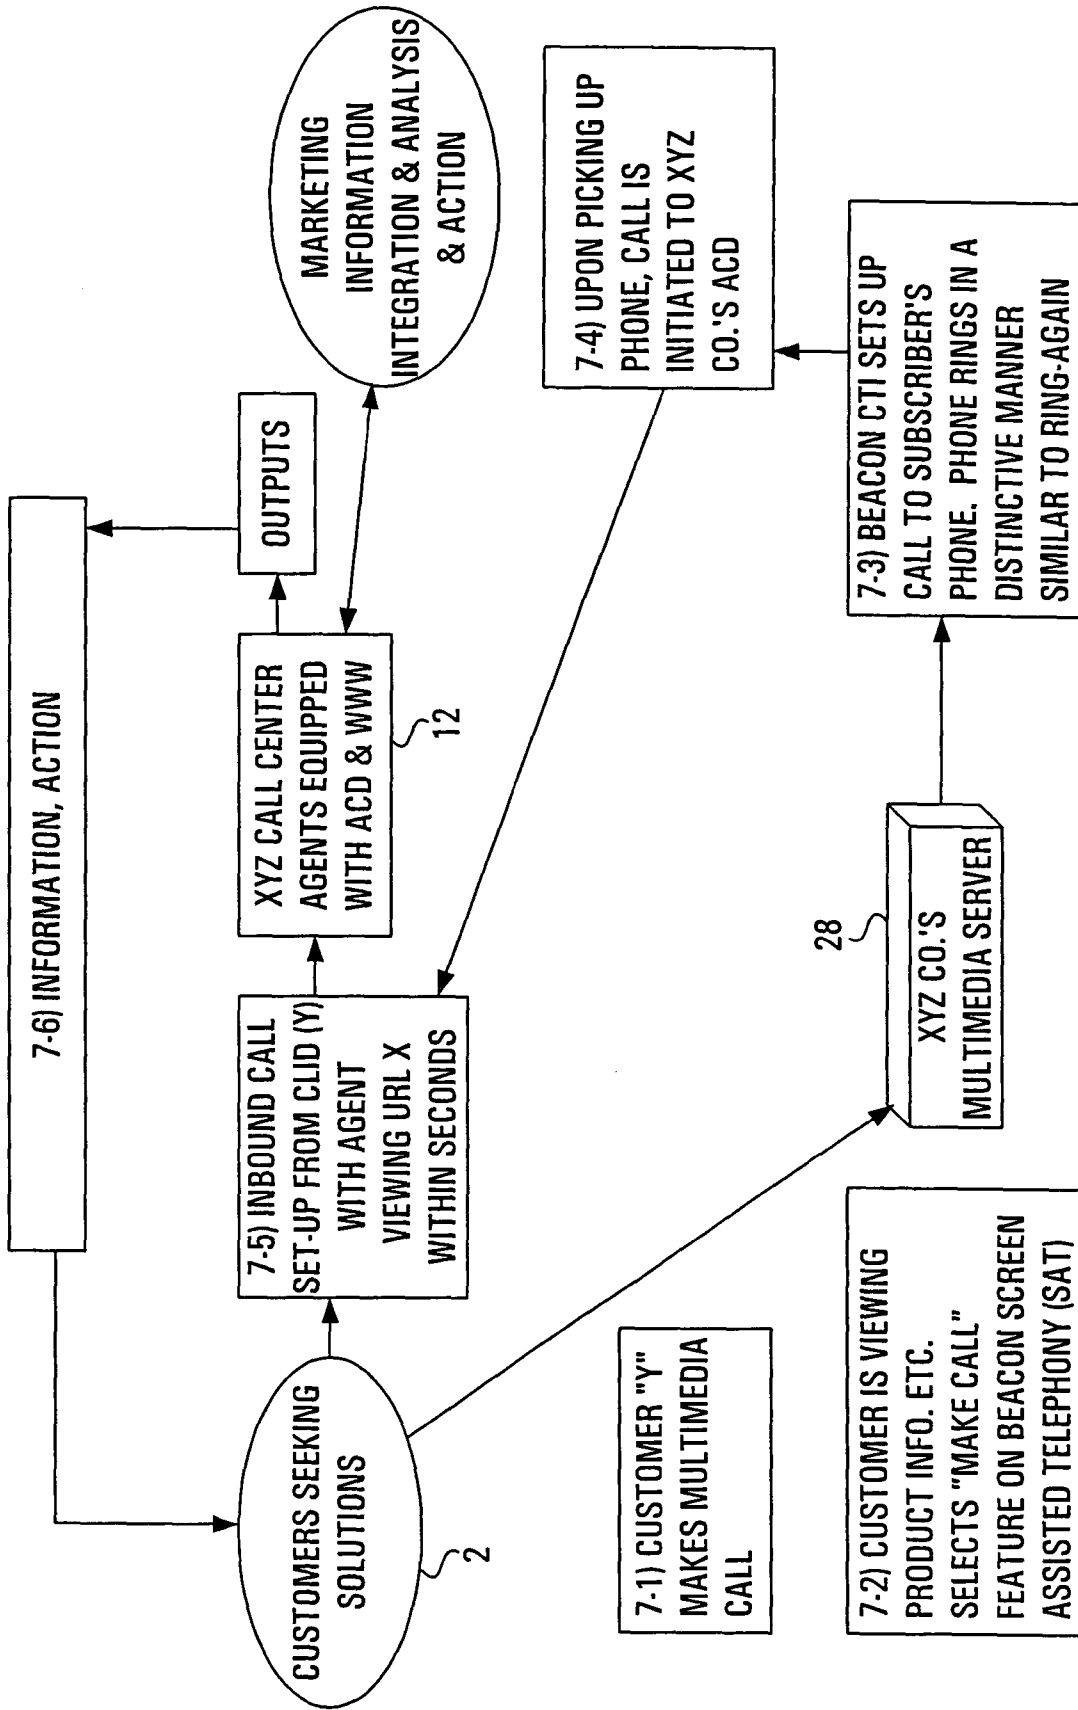 7-6) INFORMATION, ACTION
CUSTOMERS SEEKING
SOLUTIONS
2
7-5) INBOUND CALL
SET-UP FROM CLID (Y)
WITH AGENT
VIEWING URL X
WITHIN SECONDS
XYZ CALL CENTER
AGENTS EQUIPPED
WITH ACD & WWW
12
OUTPUTS
MARKETING
INFORMATION
INTEGRATION & ANALYSIS
& ACTION
7-1) CUSTOMER "Y"
MAKES MULTIMEDIA
CALL
7-4) UPON PICKING UP
PHONE, CALL IS
INITIATED TO XYZ
CO.'S ACD
7-2) CUSTOMER IS VIEWING
PRODUCT INFO. ETC.
SELECTS "MAKE CALL"
FEATURE ON BEACON SCREEN
ASSISTED TELEPHONY (SAT)
28
XYZ CO.'S
MULTIMEDIA SERVER
7-3) BEACON CTI SETS UP
CALL TO SUBSCRIBER'S
PHONE. PHONE RINGS IN A
DISTINCTIVE MANNER
SIMILAR TO RING-AGAIN